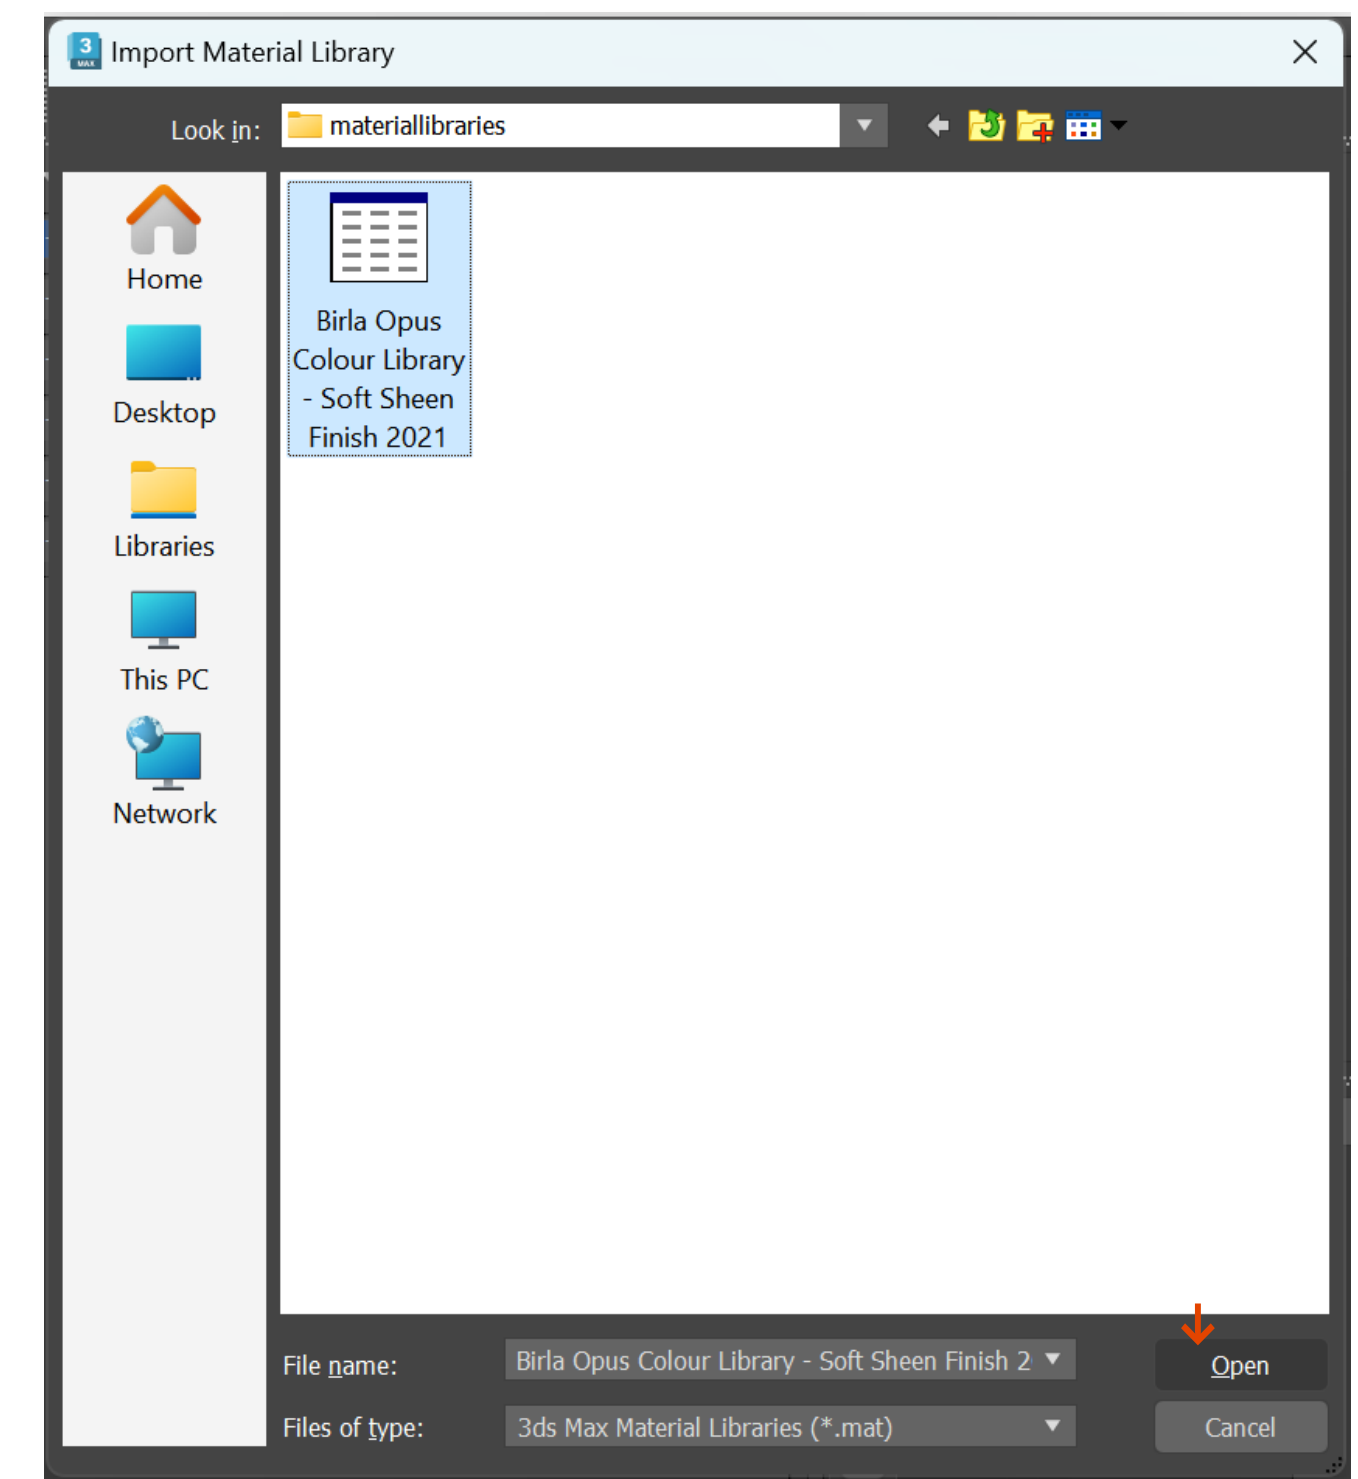 3
MAX
Import Material Library
Look in:
materiallibraries
Home
Desktop
Libraries
This PC
Network
Birla Opus
Colour Library
- Soft Sheen
Finish 2021
File name:
Birla Opus Colour Library - Soft Sheen Finish 2
Open
Files of type:
3ds Max Material Libraries (*.mat)
Cancel